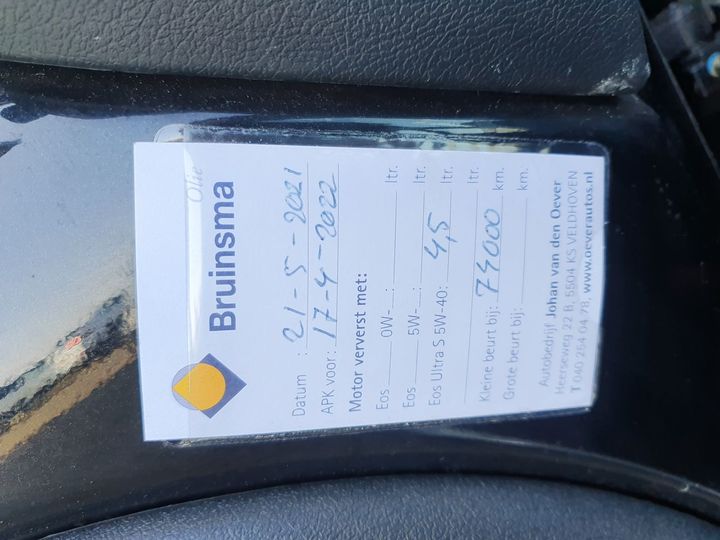 Bruinsma
Olie
Datum : 21-5-2021
APK voor: 17-4-2022
Motor ververst met:
Eos 0W- : ltr.
Eos 5W- : ltr.
Eos Ultra S 5W-40: 4,5 ltr.
Kleine beurt bij: 74000 km.
Grote beurt bij: km.
Autobedrijf Johan van den Oever
Heerseweg 22 B, 5504 KS VELDHOVEN
T 040 254 04 78, www.oeverautos.nl